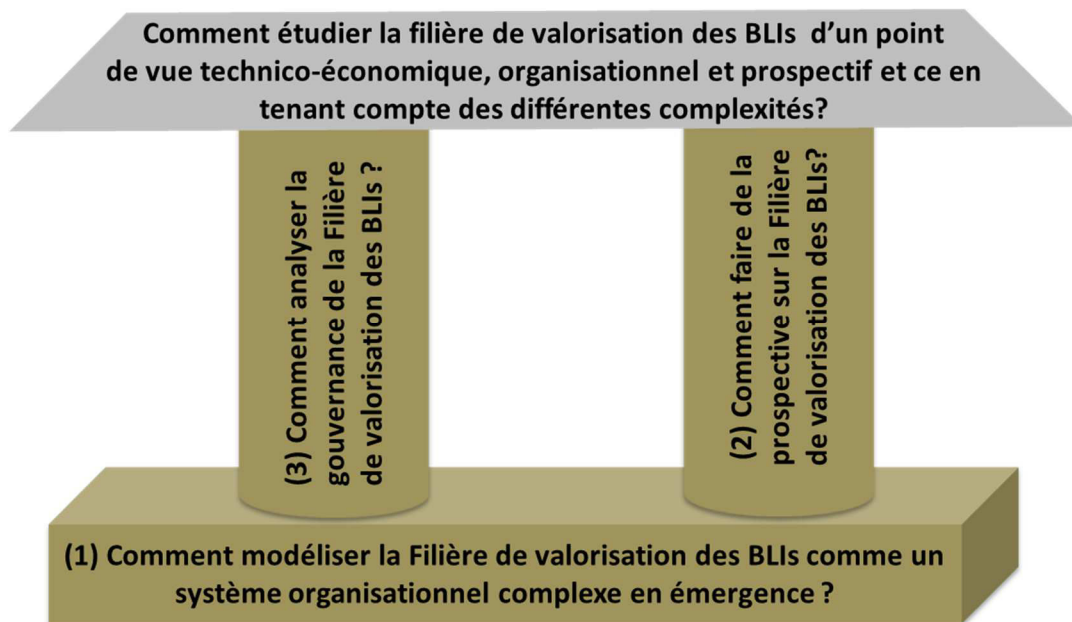 Comment étudier la filière de valorisation des BLIs d’un point
de vue technico-économique, organisationnel et prospectif et ce en
tenant compte des différentes complexités?
(3) Comment analyser la
gouvernance de la Filière
de valorisation des BLIs ?
(2) Comment faire de la
prospective sur la Filière
de valorisation des BLIs?
(1) Comment modéliser la Filière de valorisation des BLIs comme un
système organisationnel complexe en émergence ?